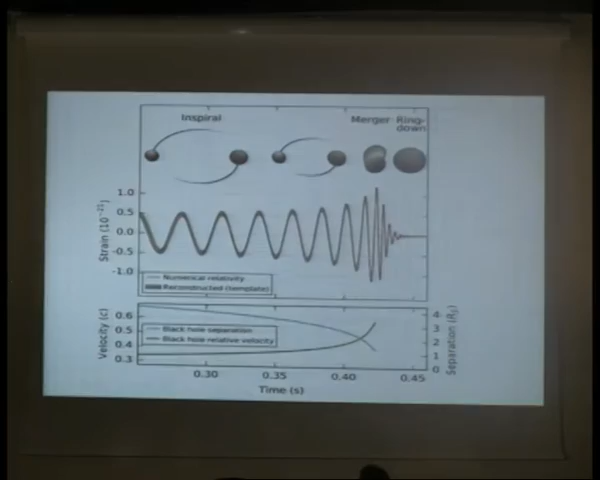 Inspiral
Merger Ring-
down
Strain (10⁻²¹)
1.0
0.5
0.0
-0.5
-1.0
Numerical relativity
Reconstructed (template)
Velocity (c)
0.6
0.5
0.4
0.3
Black hole separation
Black hole relative velocity
4
3
2
1
0
Separation (R_S)
0.30
0.35
0.40
0.45
Time (s)